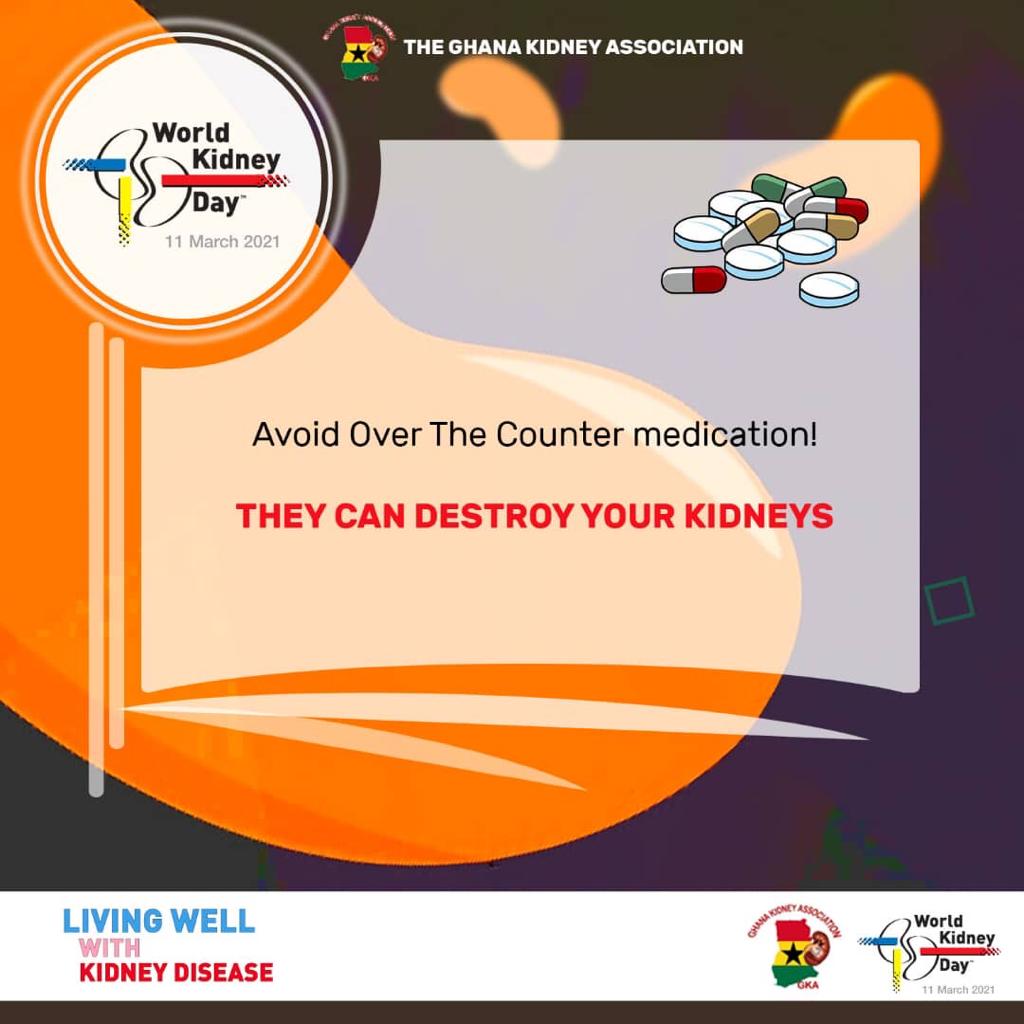 THE GHANA KIDNEY ASSOCIATION
World
Kidney
Day™
11 March 2021
Avoid Over The Counter medication!
THEY CAN DESTROY YOUR KIDNEYS
LIVING WELL
WITH
KIDNEY DISEASE
GHANA KIDNEY ASSOCIATION
GKA
World
Kidney
Day™
11 March 2021